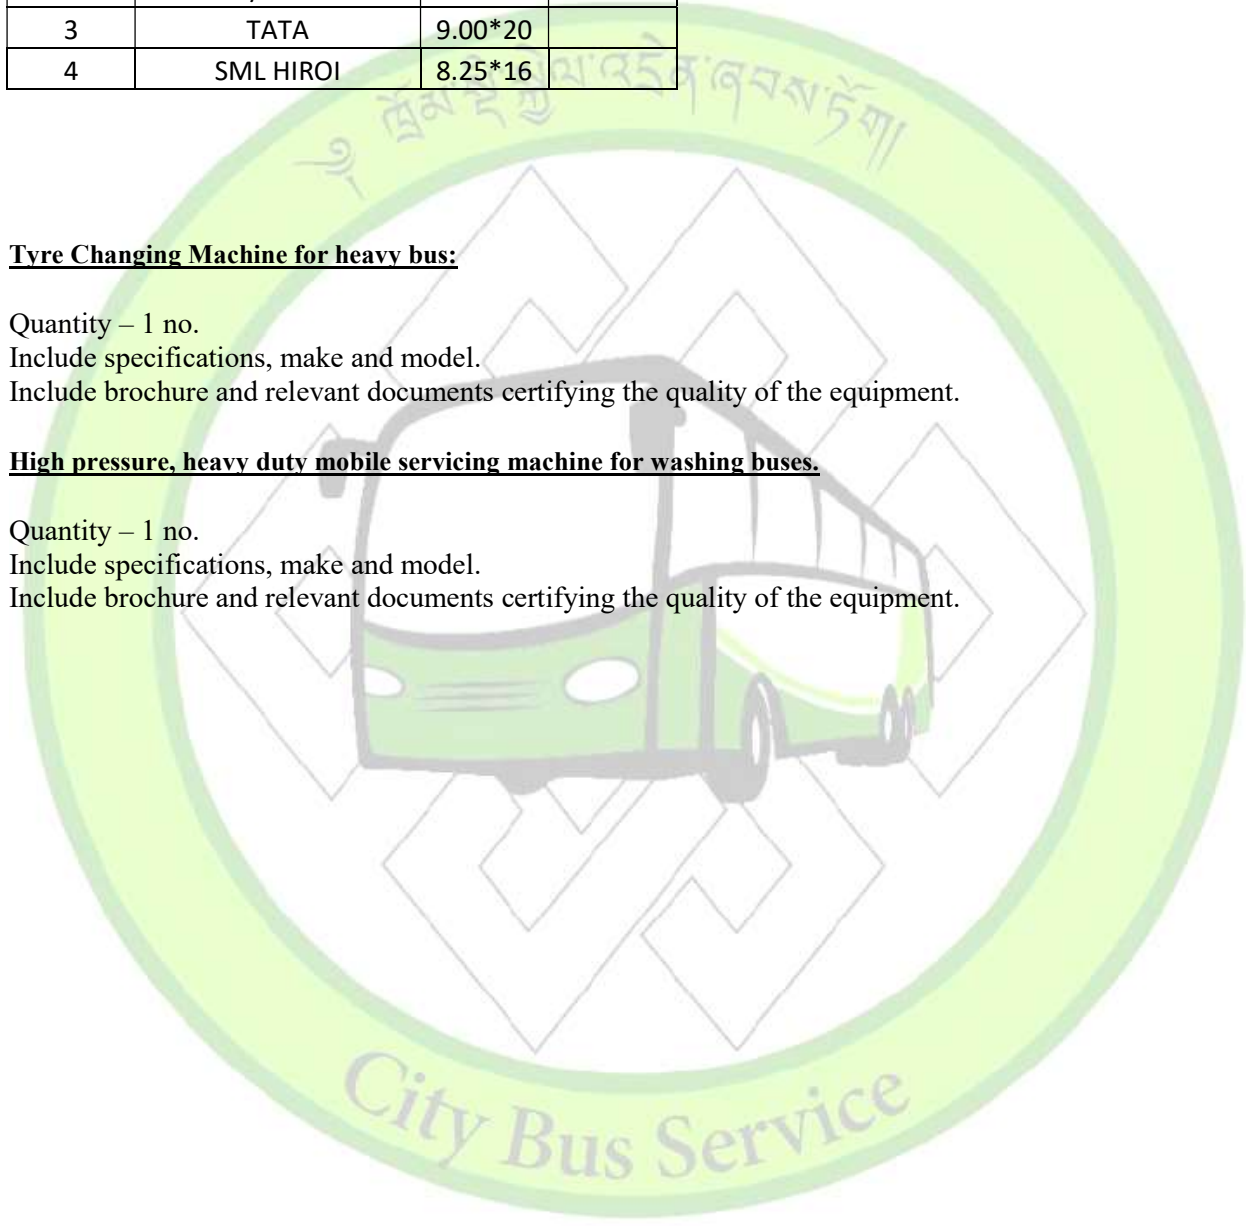 3 TATA 9.00*20
4 SML HIROI 8.25*16
༄༅ ཁྲོམ་སྡེ་སྐྱེལ་འདྲེན་ཞབས་ཏོག།
Tyre Changing Machine for heavy bus:
Quantity – 1 no.
Include specifications, make and model.
Include brochure and relevant documents certifying the quality of the equipment.
High pressure, heavy duty mobile servicing machine for washing buses.
Quantity – 1 no.
Include specifications, make and model.
Include brochure and relevant documents certifying the quality of the equipment.
City Bus Service